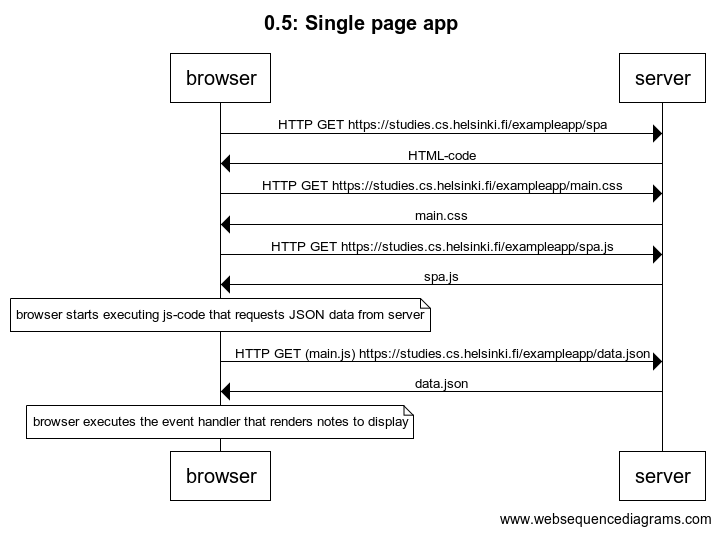 0.5: Single page app
browser
server
HTTP GET https://studies.cs.helsinki.fi/exampleapp/spa
HTML-code
HTTP GET https://studies.cs.helsinki.fi/exampleapp/main.css
main.css
HTTP GET https://studies.cs.helsinki.fi/exampleapp/spa.js
spa.js
browser starts executing js-code that requests JSON data from server
HTTP GET (main.js) https://studies.cs.helsinki.fi/exampleapp/data.json
data.json
browser executes the event handler that renders notes to display
browser
server
www.websequencediagrams.com